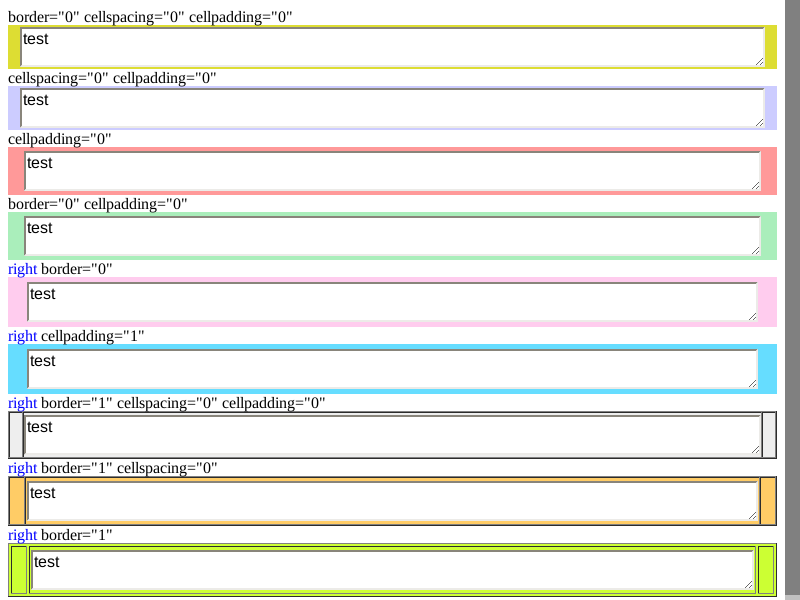 border="0" cellspacing="0" cellpadding="0"
test
cellspacing="0" cellpadding="0"
test
cellpadding="0"
test
border="0" cellpadding="0"
test
right border="0"
test
right cellpadding="1"
test
right border="1" cellspacing="0" cellpadding="0"
test
right border="1" cellspacing="0"
test
right border="1"
test